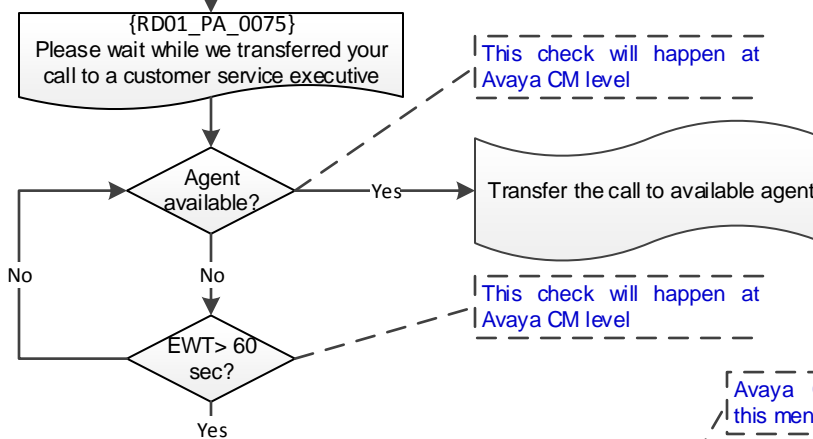 {RD01_PA_0075}
Please wait while we transferred your
call to a customer service executive
This check will happen at
Avaya CM level
Agent
available?
Yes
Transfer the call to available agent
No
No
This check will happen at
Avaya CM level
EWT> 60
sec?
Avaya
this men
Yes